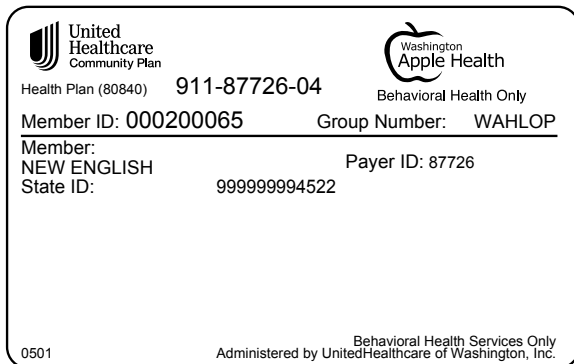 United
Healthcare
Community Plan
Washington
Apple Health
Health Plan (80840) 911-87726-04
Behavioral Health Only
Member ID: 000200065 Group Number: WAHLOP
Member:
NEW ENGLISH
Payer ID: 87726
State ID: 999999994522
Behavioral Health Services Only
0501 Administered by UnitedHealthcare of Washington, Inc.